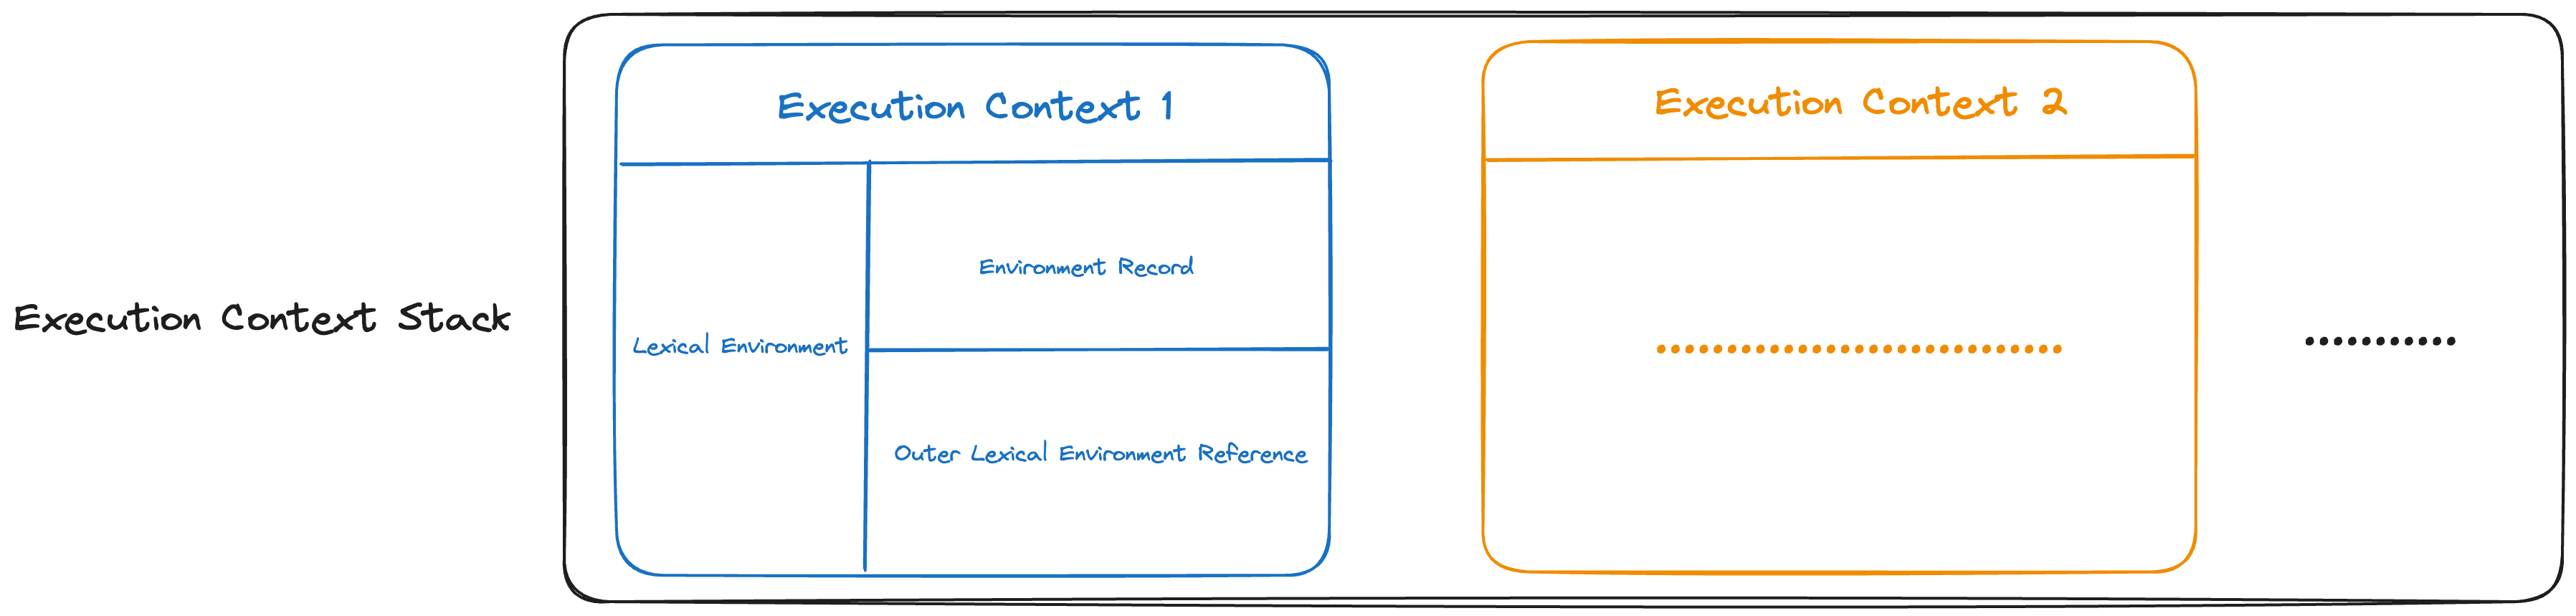 Execution Context Stack
Execution Context 1
Lexical Environment
Environment Record
Outer Lexical Environment Reference
Execution Context 2